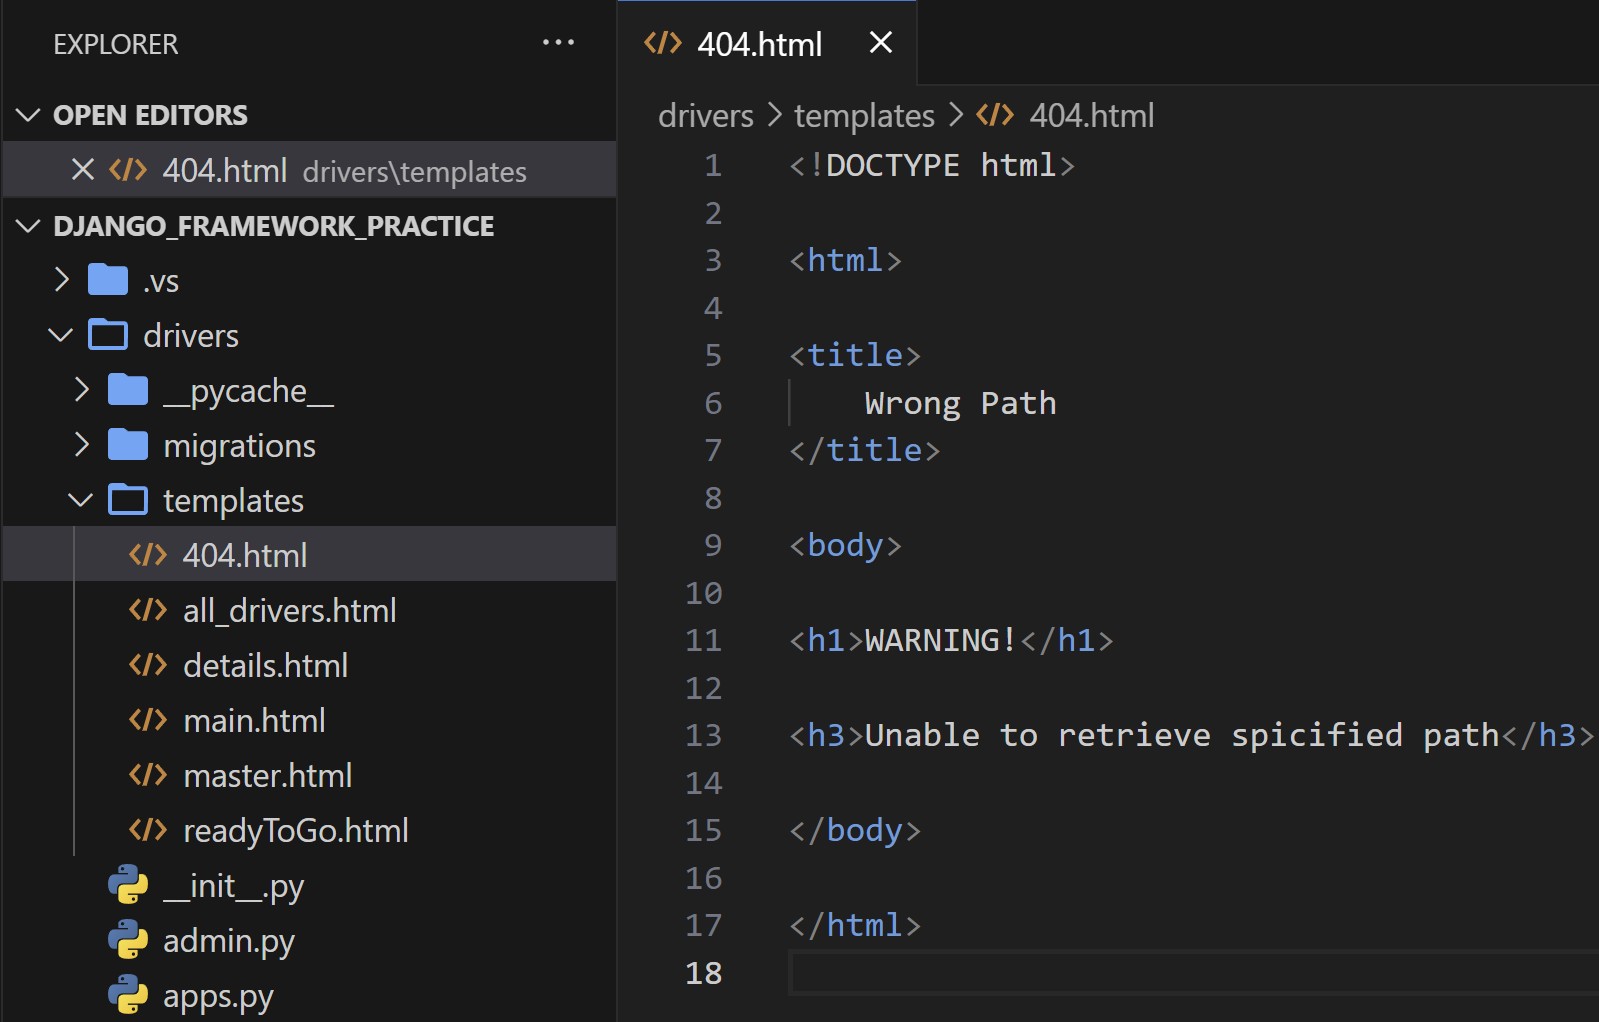 EXPLORER ···
OPEN EDITORS
404.html drivers\templates
DJANGO_FRAMEWORK_PRACTICE
.vs
drivers
__pycache__
migrations
templates
404.html
all_drivers.html
details.html
main.html
master.html
readyToGo.html
__init__.py
admin.py
apps.py
404.html
drivers > templates > 404.html
1 <!DOCTYPE html>
2
3 <html>
4
5 <title>
6     Wrong Path
7 </title>
8
9 <body>
10
11 <h1>WARNING!</h1>
12
13 <h3>Unable to retrieve spicified path</h3>
14
15 </body>
16
17 </html>
18